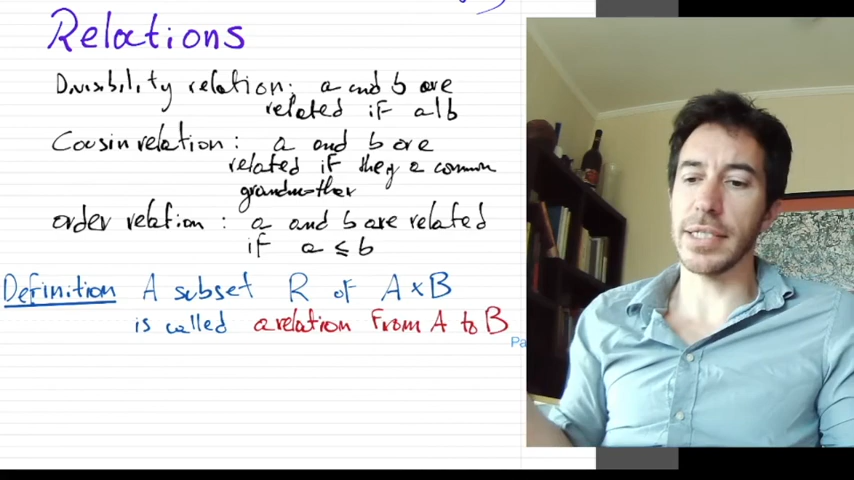 Relations
Divisibility relation: a and b are
related if a|b
Cousin relation: a and b are
related if they a common
grandmother
order relation : a and b are related
if a ≤ b
Definition A subset R of A×B
is called a relation from A to B
Pa